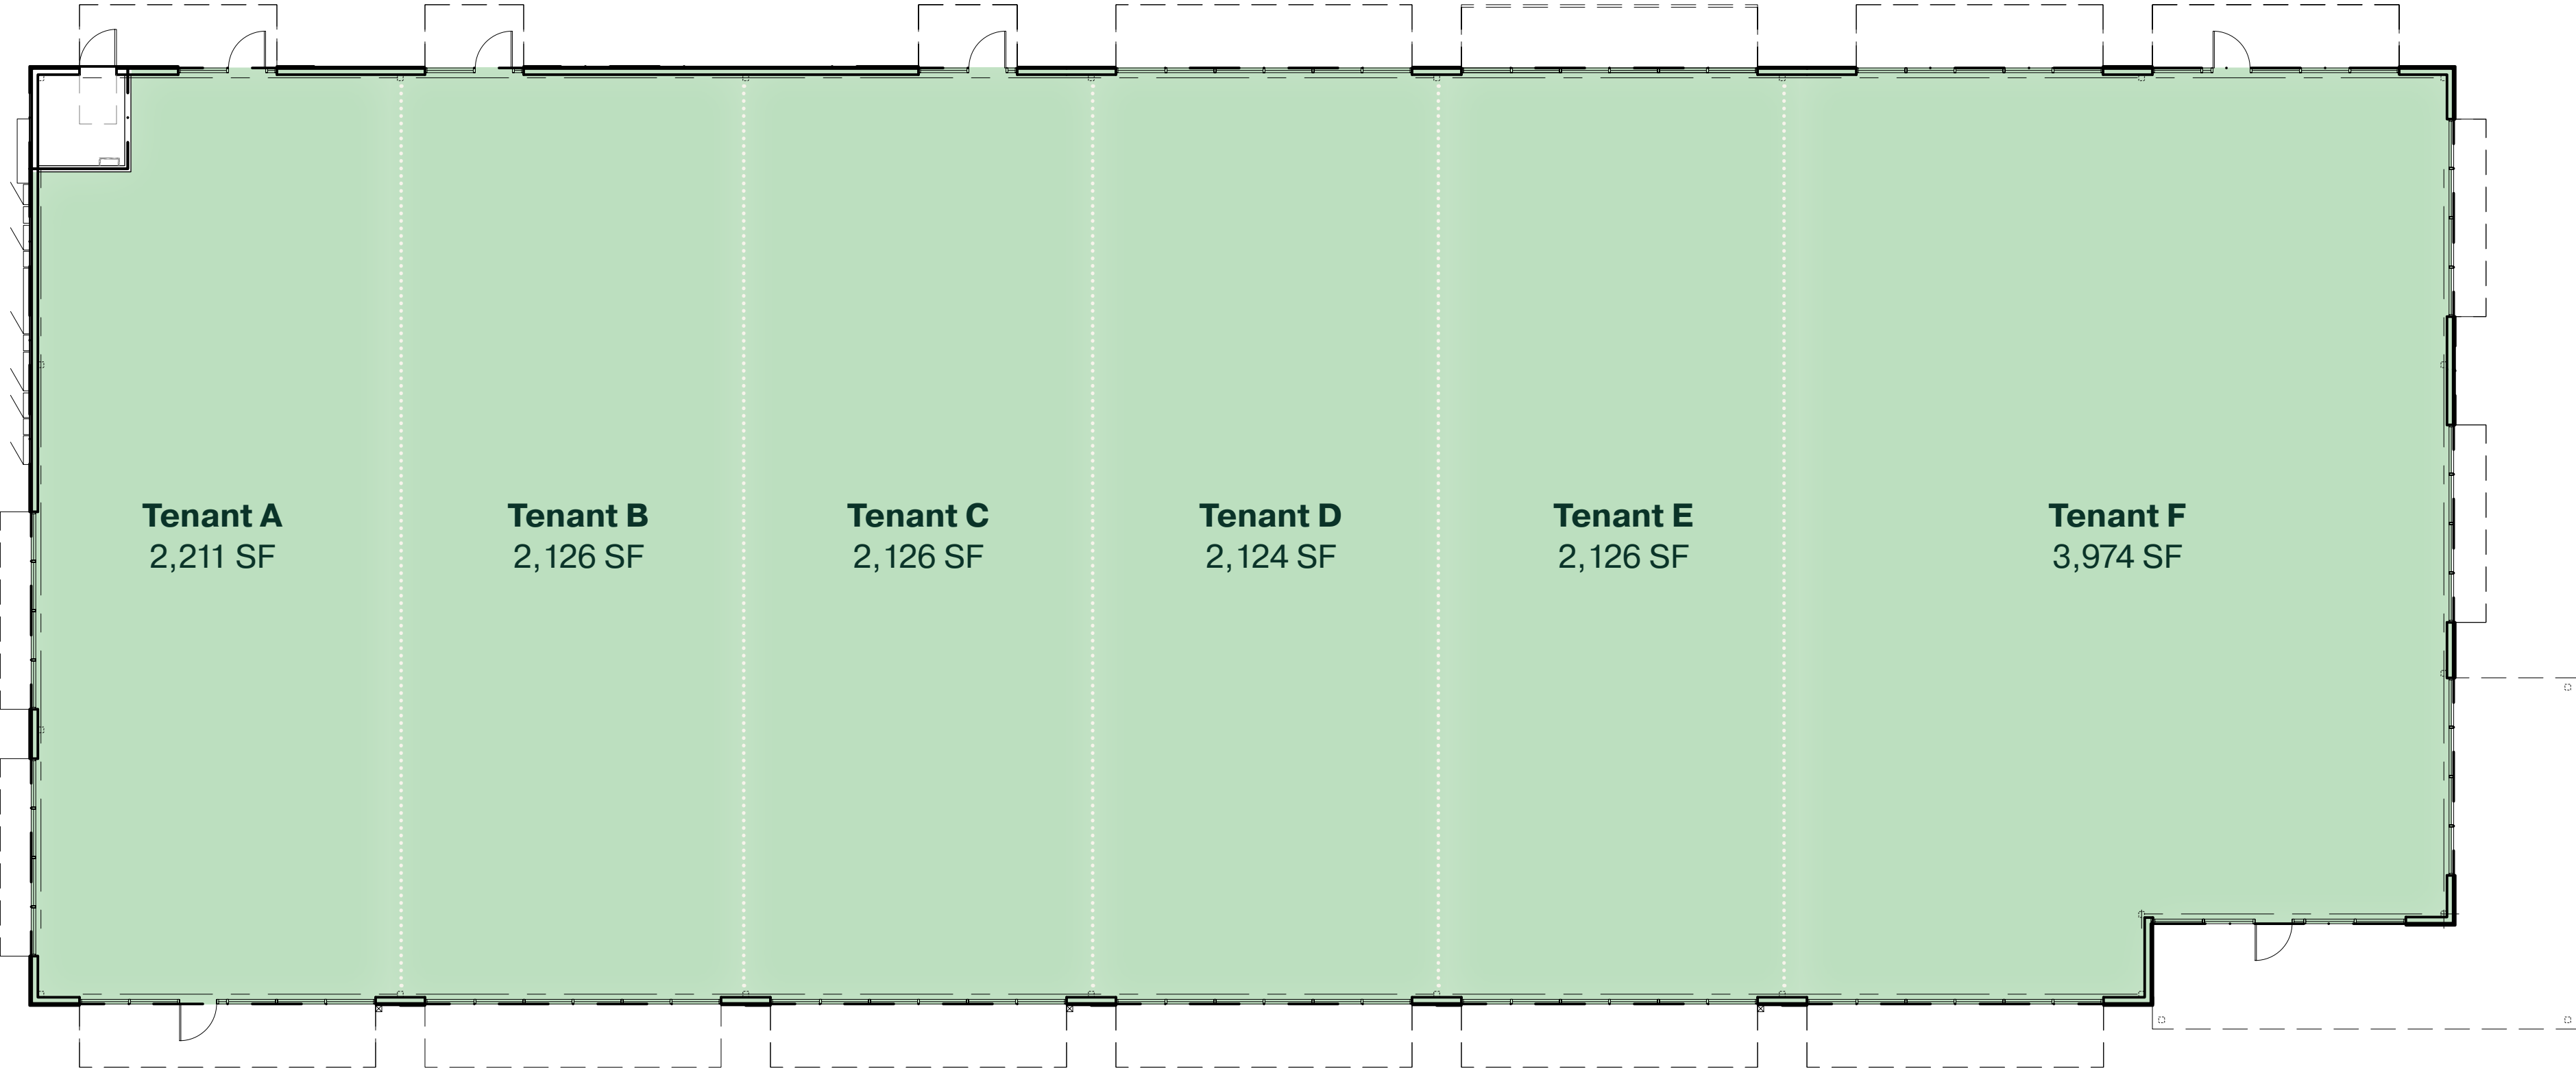 Tenant A
2,211 SF
Tenant B
2,126 SF
Tenant C
2,126 SF
Tenant D
2,124 SF
Tenant E
2,126 SF
Tenant F
3,974 SF